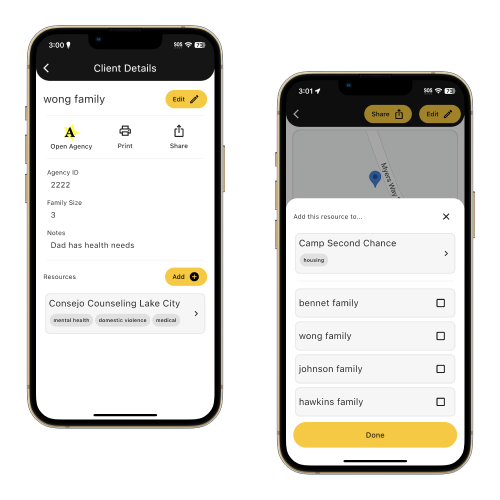 3:00
SOS 73
Client Details
wong family
Edit
A
Open Agency
Print
Share
Agency ID
2222
Family Size
3
Notes
Dad has health needs
Resources
Add
Consejo Counseling Lake City
mental health domestic violence medical
3:01
SOS 73
Share Edit
Myers Way
Add this resource to...
Camp Second Chance
housing
bennet family
wong family
johnson family
hawkins family
Done